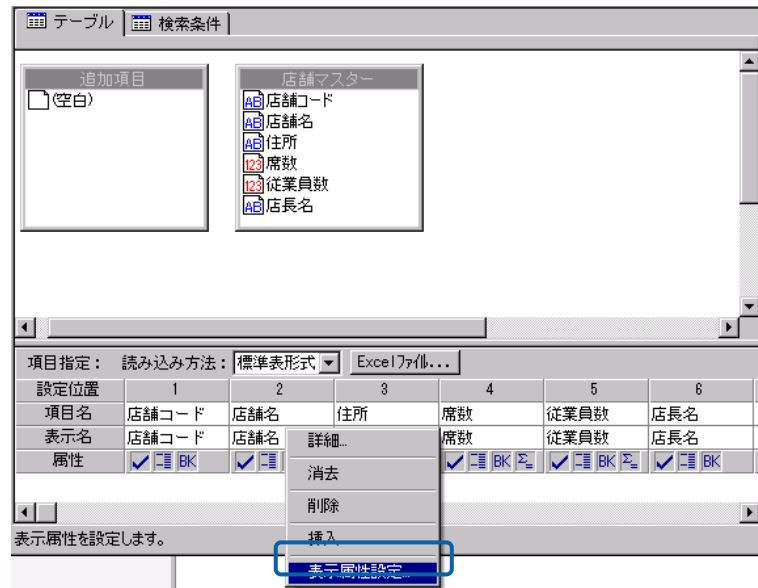 テーブル 検索条件
追加項目 店舗マスター
(空白)
AB 店舗コード
AB 店舗名
AB 住所
123 席数
123 従業員数
AB 店長名
項目指定： 読み込み方法： 標準表形式 Excelファイル...
設定位置 1 2 3 4 5 6
項目名 店舗コード 店舗名 住所 席数 従業員数 店長名
表示名 店舗コード 店舗名 席数 従業員数 店長名
属性 BK BK Σ BK Σ BK
詳細...
消去
削除
挿入
表示属性設定...
表示属性を設定します。